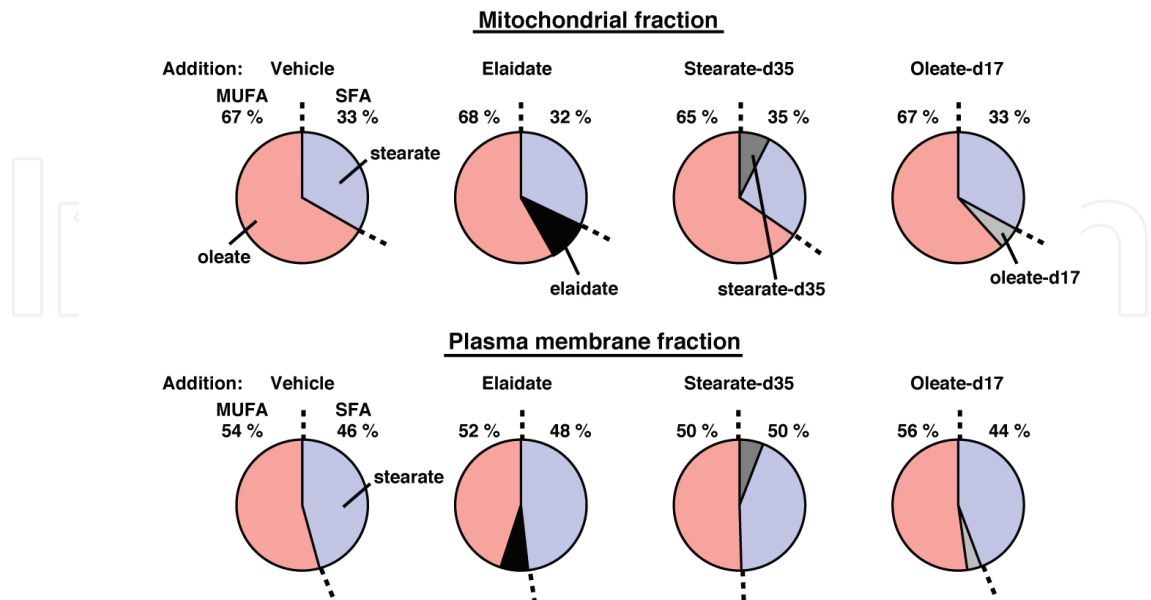 Mitochondrial fraction
Addition: Vehicle Elaidate Stearate-d35 Oleate-d17
MUFA SFA
67 % 33 % 68 % 32 % 65 % 35 % 67 % 33 %
stearate
oleate
elaidate
stearate-d35
oleate-d17
Plasma membrane fraction
Addition: Vehicle Elaidate Stearate-d35 Oleate-d17
MUFA SFA
54 % 46 % 52 % 48 % 50 % 50 % 56 % 44 %
stearate